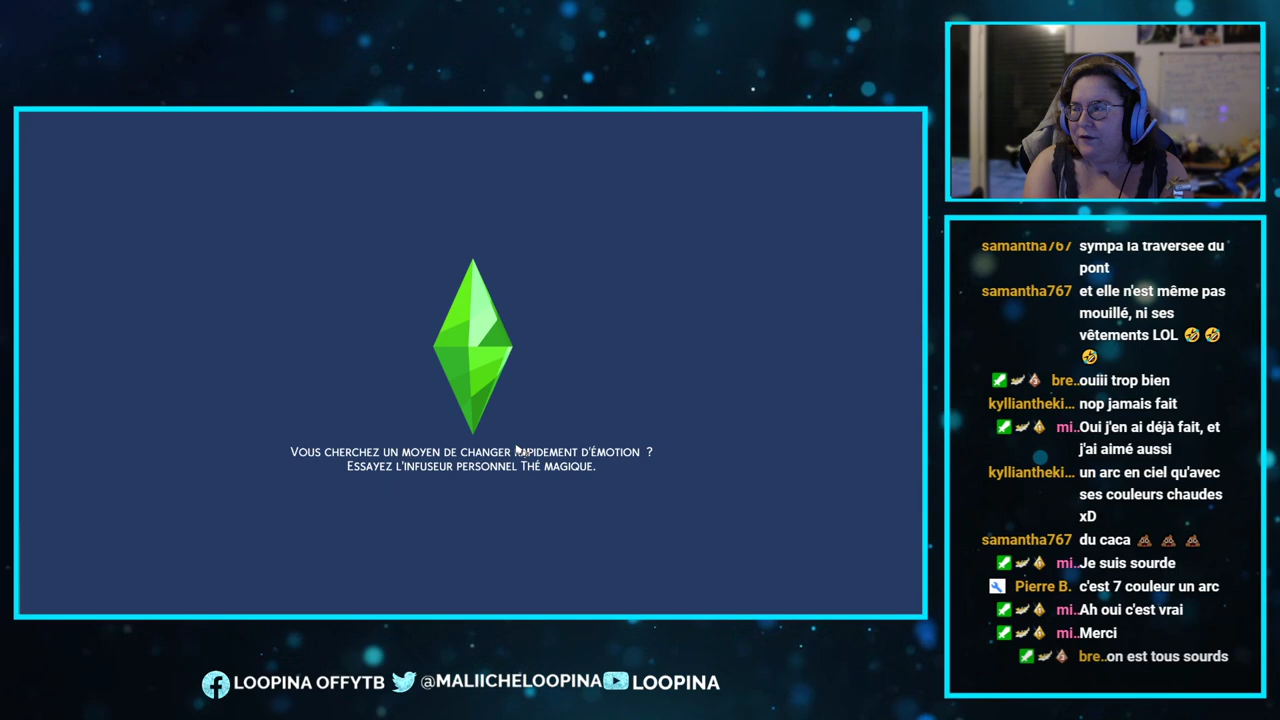 VOUS CHERCHEZ UN MOYEN DE CHANGER RAPIDEMENT D'ÉMOTION ?
ESSAYEZ L'INFUSEUR PERSONNEL THÉ MAGIQUE.
samantha767 sympa la traversée du
pont
samantha767 et elle n'est même pas
mouillé, ni ses
vêtements LOL 🤣 🤣
🤣
bre.. ouiii trop bien
kylliantheki... nop jamais fait
mi.. Oui j'en ai déjà fait, et
j'ai aimé aussi
kylliantheki... un arc en ciel qu'avec
ses couleurs chaudes
xD
samantha767 du caca 💩 💩 💩
mi.. Je suis sourde
Pierre B. c'est 7 couleur un arc
mi.. Ah oui c'est vrai
mi.. Merci
bre.. on est tous sourds
LOOPINA OFFYTB @MALIICHELOOPINA LOOPINA